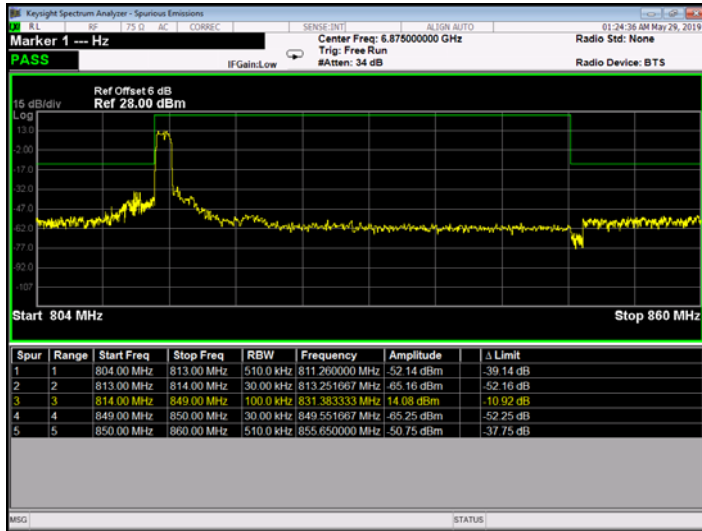 Keysight Spectrum Analyzer - Spurious Emissions
RL RF 75 Ω AC CORREC SENSE:INT ALIGN AUTO 01:24:36 AM May 29, 2019
Marker 1 --- Hz Center Freq: 6.875000000 GHz Radio Std: None
Trig: Free Run
PASS IFGain:Low #Atten: 34 dB Radio Device: BTS
Ref Offset 6 dB
15 dB/div Ref 28.00 dBm
Log
13.0
-2.00
-17.0
-32.0
-47.0
-62.0
-77.0
-92.0
-107
Start 804 MHz Stop 860 MHz
Spur Range Start Freq Stop Freq RBW Frequency Amplitude Δ Limit
1 1 804.00 MHz 813.00 MHz 510.0 kHz 811.260000 MHz -52.14 dBm -39.14 dB
2 2 813.00 MHz 814.00 MHz 30.00 kHz 813.251667 MHz -65.16 dBm -52.16 dB
3 3 814.00 MHz 849.00 MHz 100.0 kHz 831.383333 MHz 14.08 dBm -10.92 dB
4 4 849.00 MHz 850.00 MHz 30.00 kHz 849.551667 MHz -65.25 dBm -52.25 dB
5 5 850.00 MHz 860.00 MHz 510.0 kHz 855.650000 MHz -50.75 dBm -37.75 dB
MSG STATUS